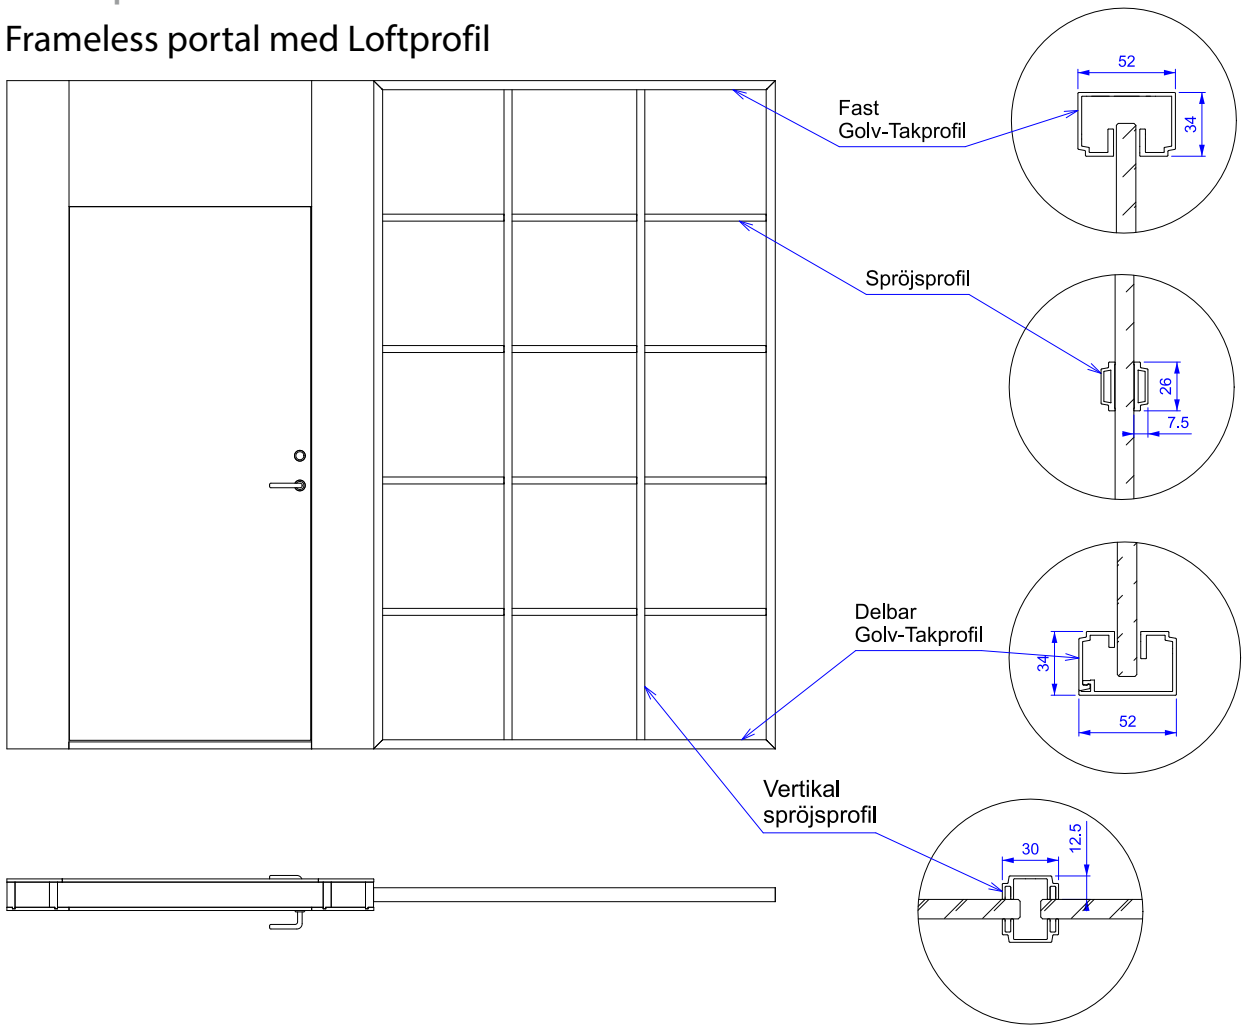 Frameless portal med Loftprofil
Fast
Golv-Takprofil
52
34
Spröjsprofil
26
7.5
Delbar
Golv-Takprofil
34
52
Vertikal
spröjsprofil
30
12.5